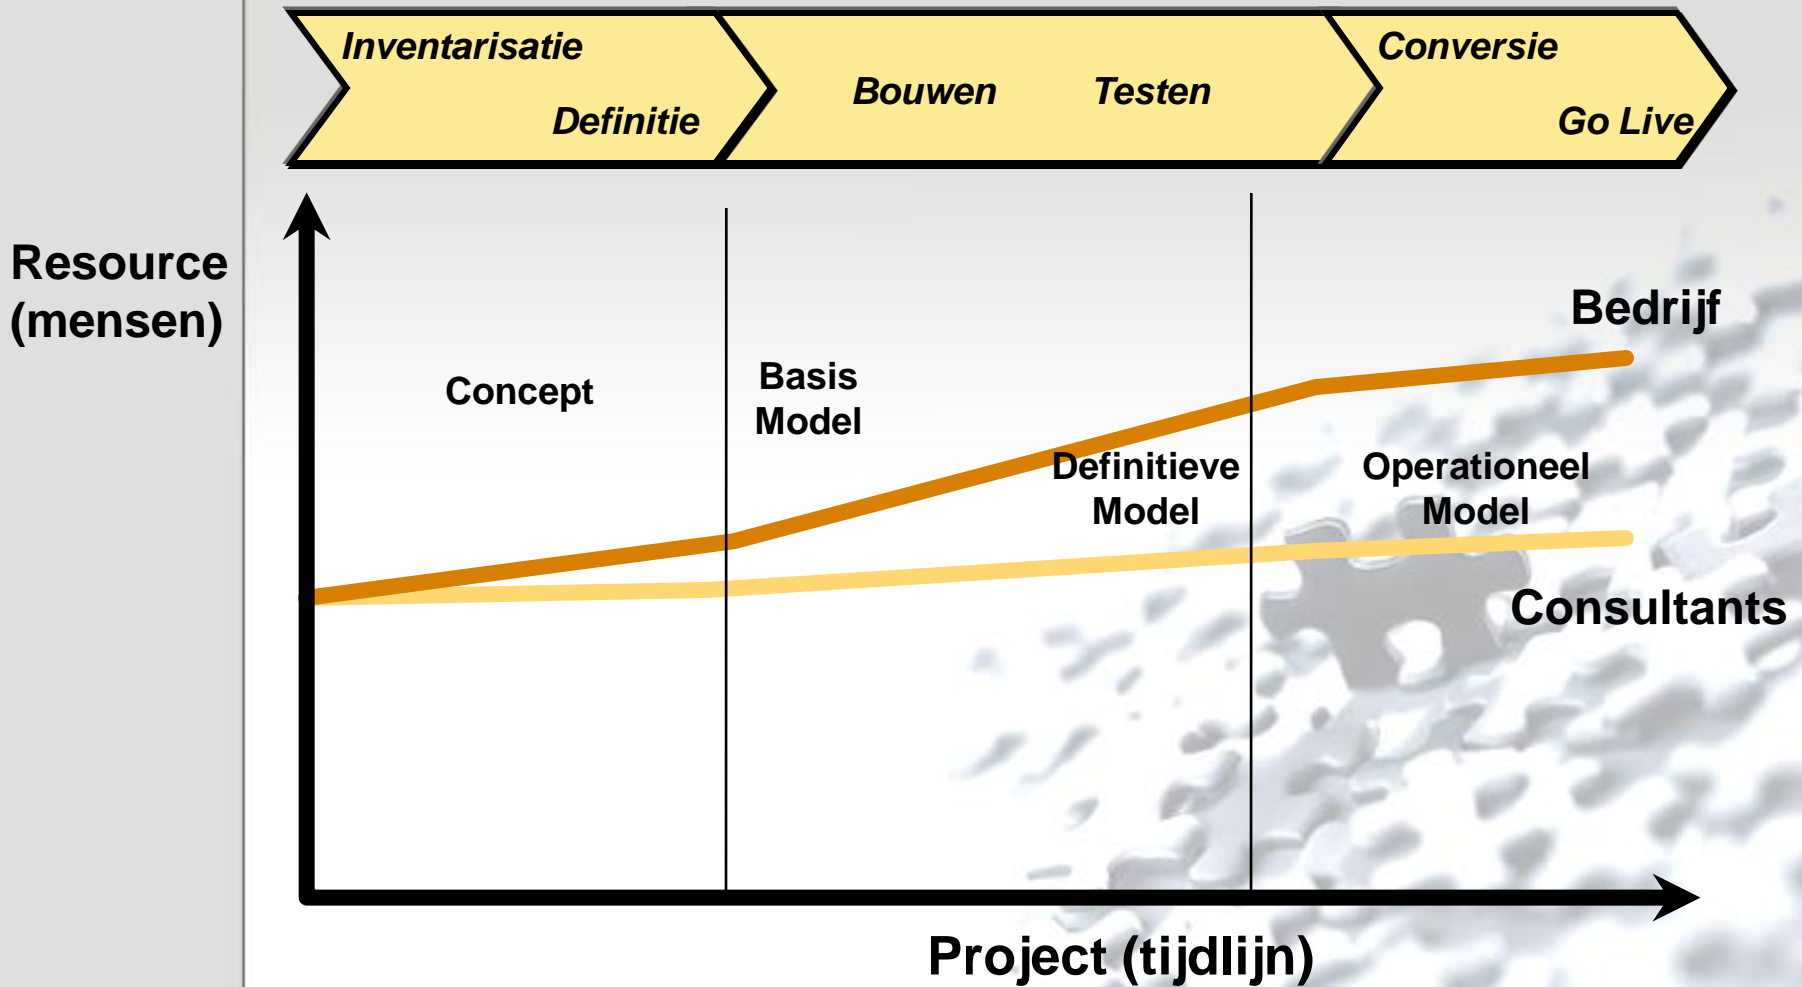 Inventarisatie
Definitie
Bouwen
Testen
Conversie
Go Live
Resource
(mensen)
Concept
Basis
Model
Definitieve
Model
Operationeel
Model
Bedrijf
Consultants
Project (tijdlijn)